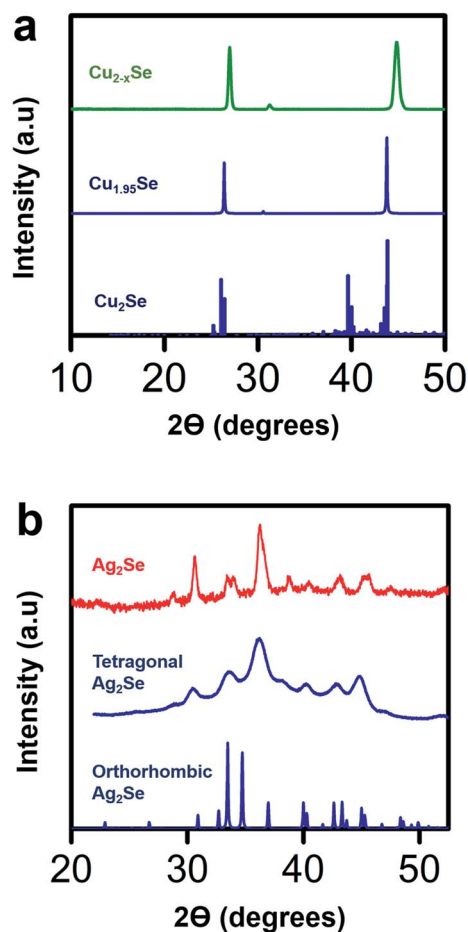 a
Intensity (a.u)
Cu₂₋ₓSe
Cu₁.₉₅Se
Cu₂Se
10 20 30 40 50
2Θ (degrees)
b
Intensity (a.u)
Ag₂Se
Tetragonal
Ag₂Se
Orthorhombic
Ag₂Se
20 30 40 50
2Θ (degrees)